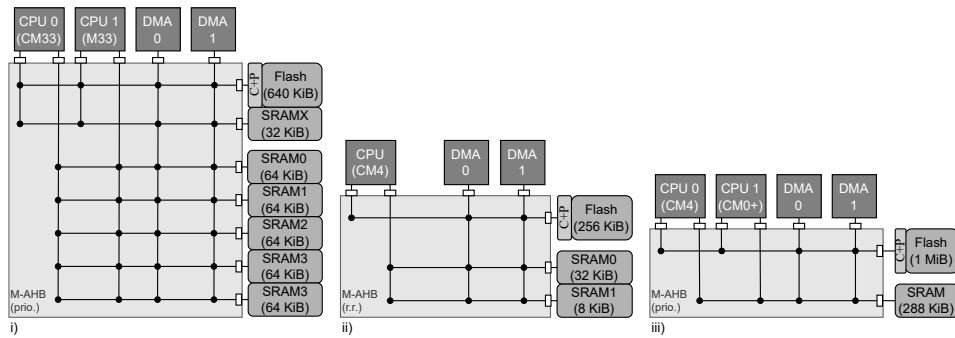 CPU 0
(CM33)
CPU 1
(M33)
DMA
0
DMA
1
C+P
Flash
(640 KiB)
SRAMX
(32 KiB)
SRAM0
(64 KiB)
SRAM1
(64 KiB)
SRAM2
(64 KiB)
SRAM3
(64 KiB)
SRAM3
(64 KiB)
M-AHB
(prio.)
i)
CPU
(CM4)
DMA
0
DMA
1
C+P
Flash
(256 KiB)
SRAM0
(32 KiB)
SRAM1
(8 KiB)
M-AHB
(r.r.)
ii)
CPU 0
(CM4)
CPU 1
(CM0+)
DMA
0
DMA
1
C+P
Flash
(1 MiB)
SRAM
(288 KiB)
M-AHB
(prio.)
iii)